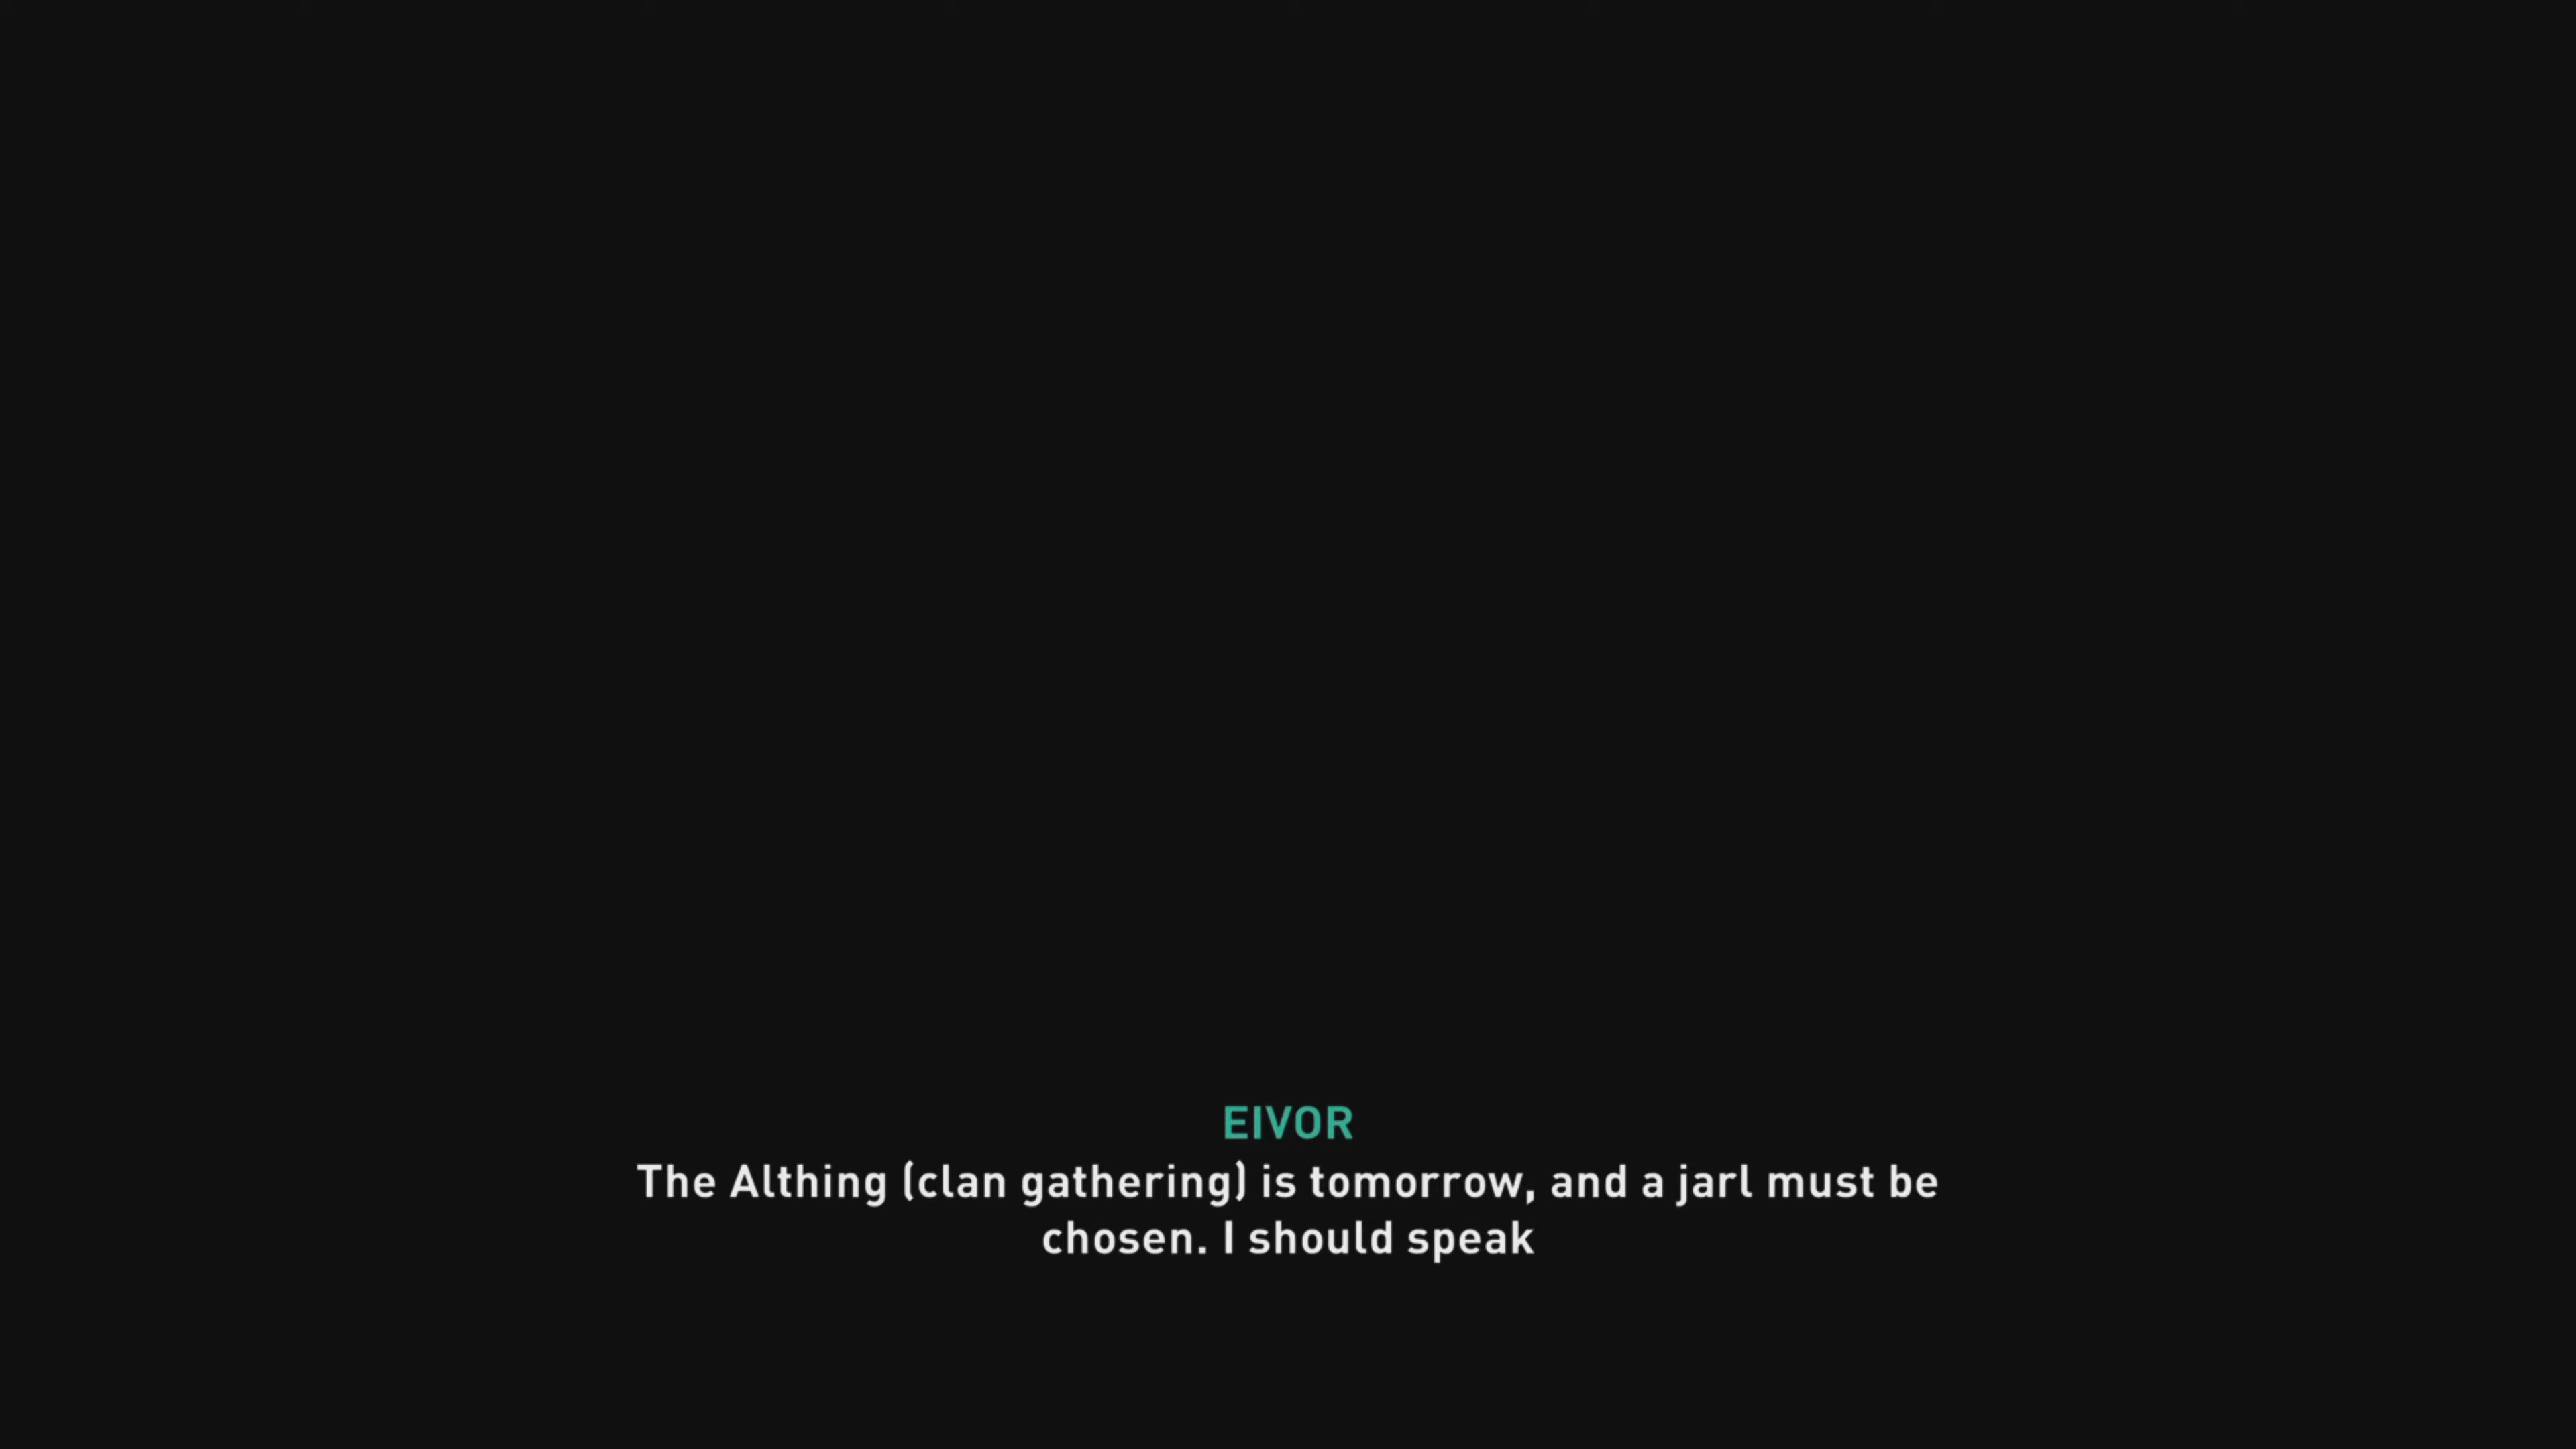 EIVOR
The Althing (clan gathering) is tomorrow, and a jarl must be
chosen. I should speak